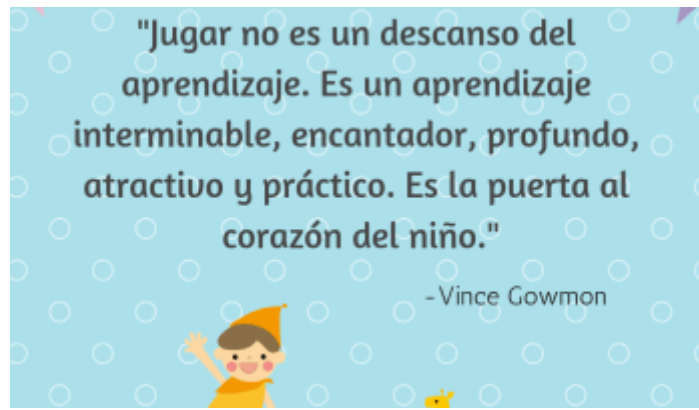 "Jugar no es un descanso del
aprendizaje. Es un aprendizaje
interminable, encantador, profundo,
atractivo y práctico. Es la puerta al
corazón del niño."
-Vince Gowmon